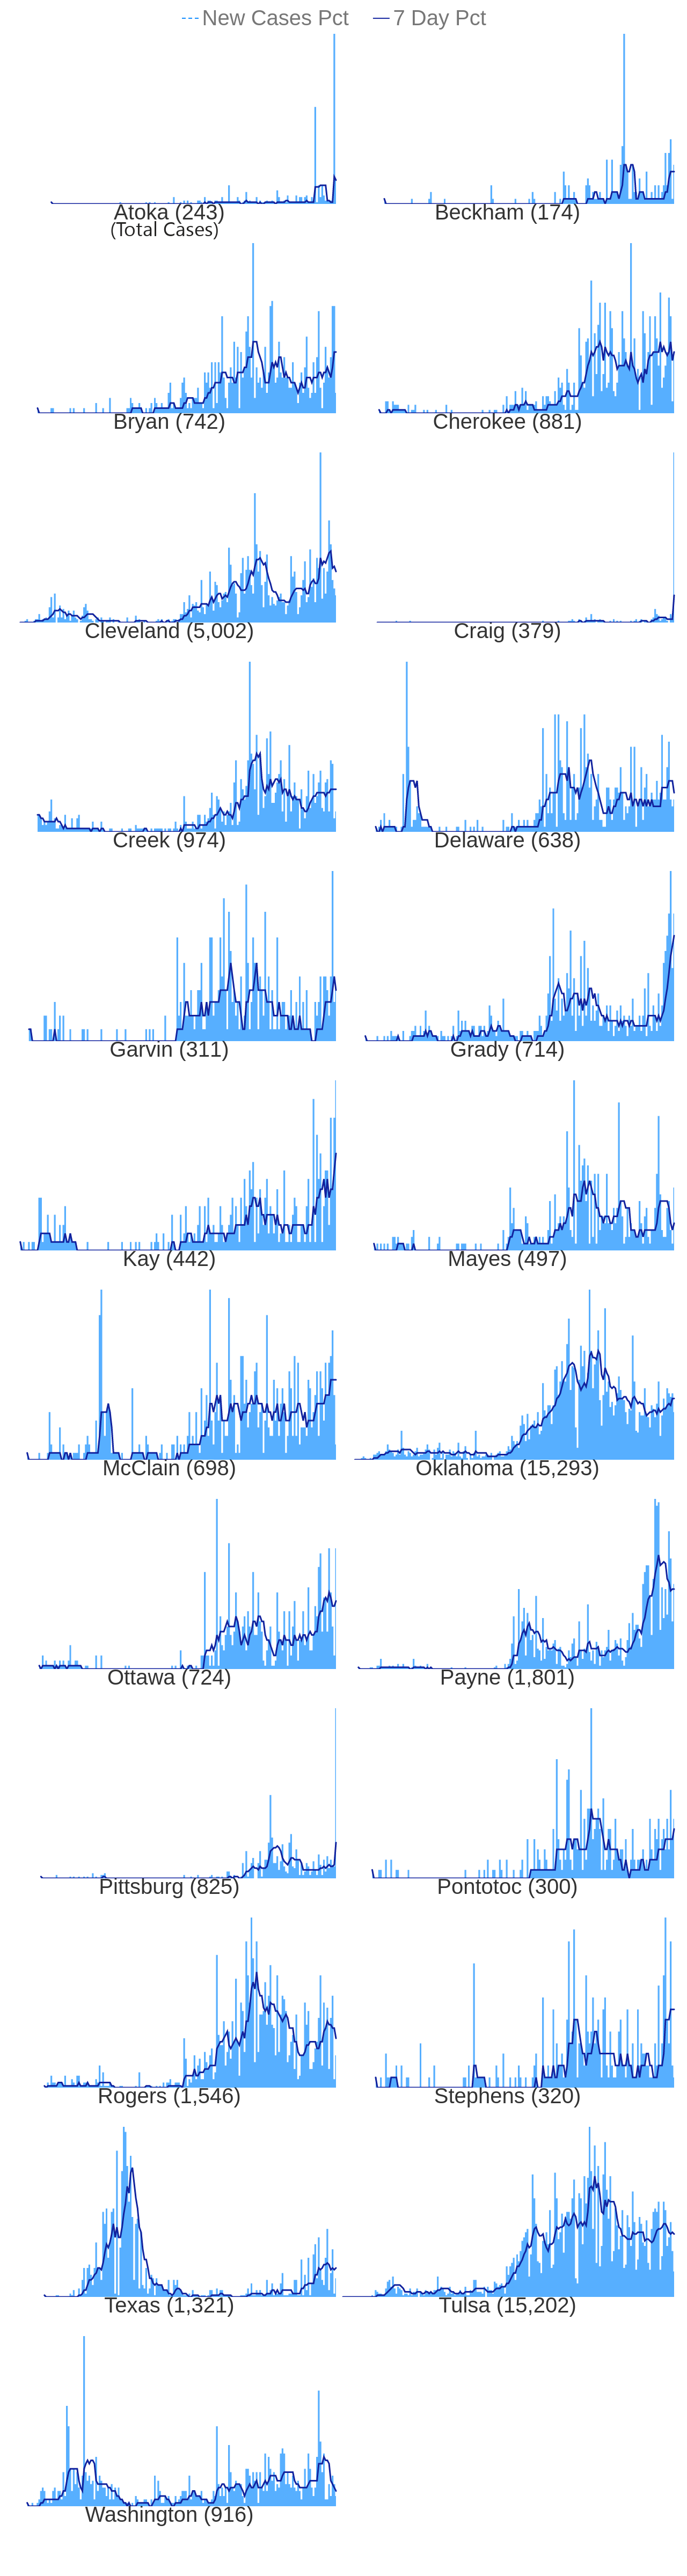 New Cases Pct 7 Day Pct
Atoka (243) Beckham (174)
(Total Cases)
Bryan (742) Cherokee (881)
Cleveland (5,002) Craig (379)
Creek (974) Delaware (638)
Garvin (311) Grady (714)
Kay (442) Mayes (497)
McClain (698) Oklahoma (15,293)
Ottawa (724) Payne (1,801)
Pittsburg (825) Pontotoc (300)
Rogers (1,546) Stephens (320)
Texas (1,321) Tulsa (15,202)
Washington (916)